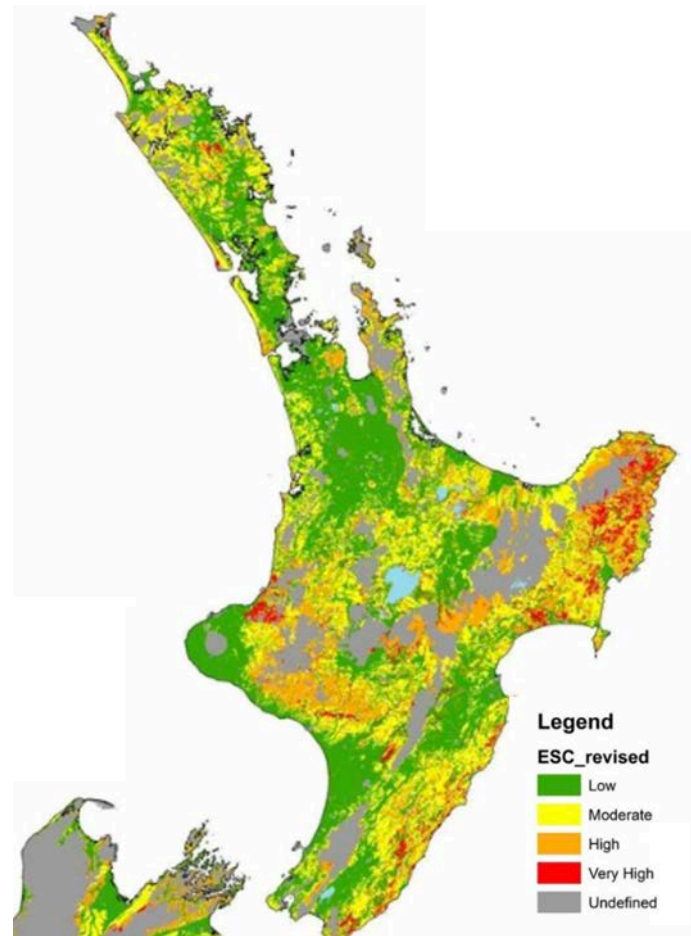 Legend
ESC_revised
Low
Moderate
High
Very High
Undefined